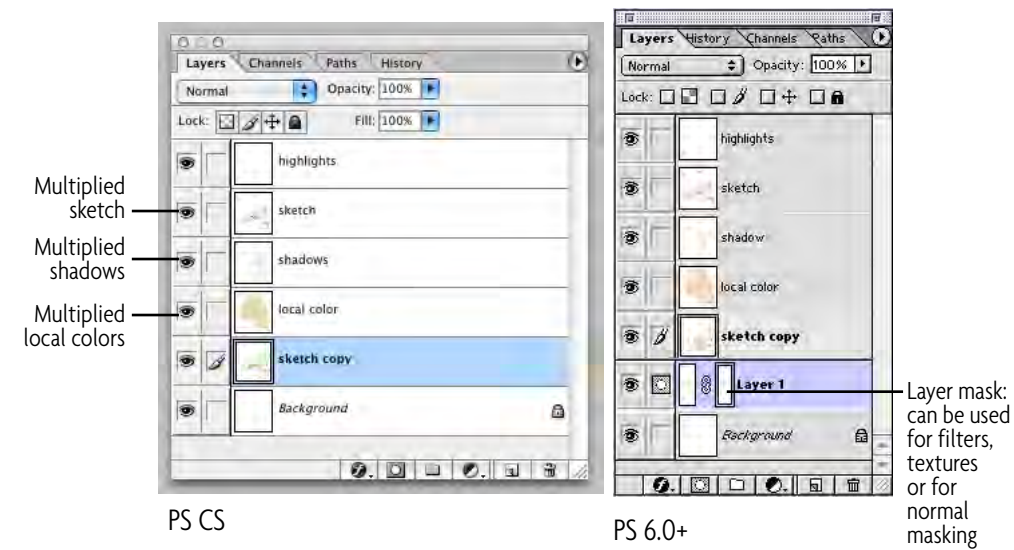 Layers Channels Paths History
Normal Opacity: 100%
Lock: Fill: 100%
highlights
sketch
shadows
local color
sketch copy
Background
Multiplied
sketch
Multiplied
shadows
Multiplied
local colors
PS CS
Layers History Channels Paths
Normal Opacity: 100%
Lock:
highlights
sketch
shadow
local color
sketch copy
Layer 1
Background
Layer mask:
can be used
for filters,
textures
or for
normal
masking
PS 6.0+